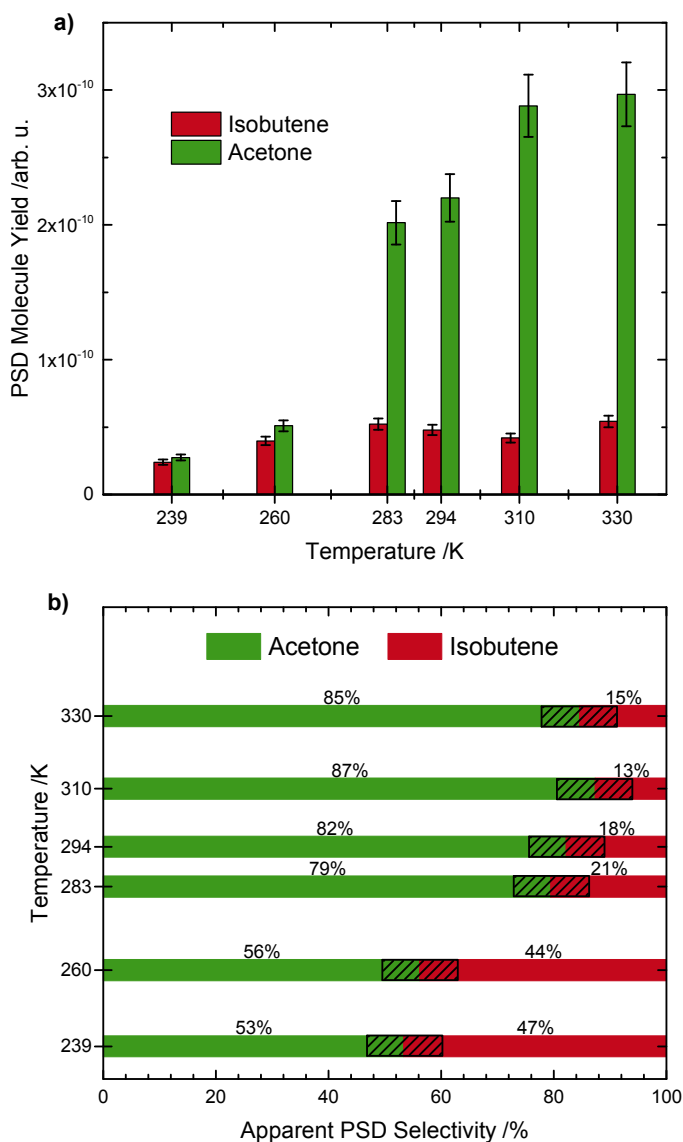 a)
3x10⁻¹⁰
2x10⁻¹⁰
1x10⁻¹⁰
0
PSD Molecule Yield /arb. u.
Isobutene
Acetone
239 260 283 294 310 330
Temperature /K
b)
Acetone Isobutene
85% 15%
330
87% 13%
310
82% 18%
294
79% 21%
283
56% 44%
260
53% 47%
239
Temperature /K
0 20 40 60 80 100
Apparent PSD Selectivity /%